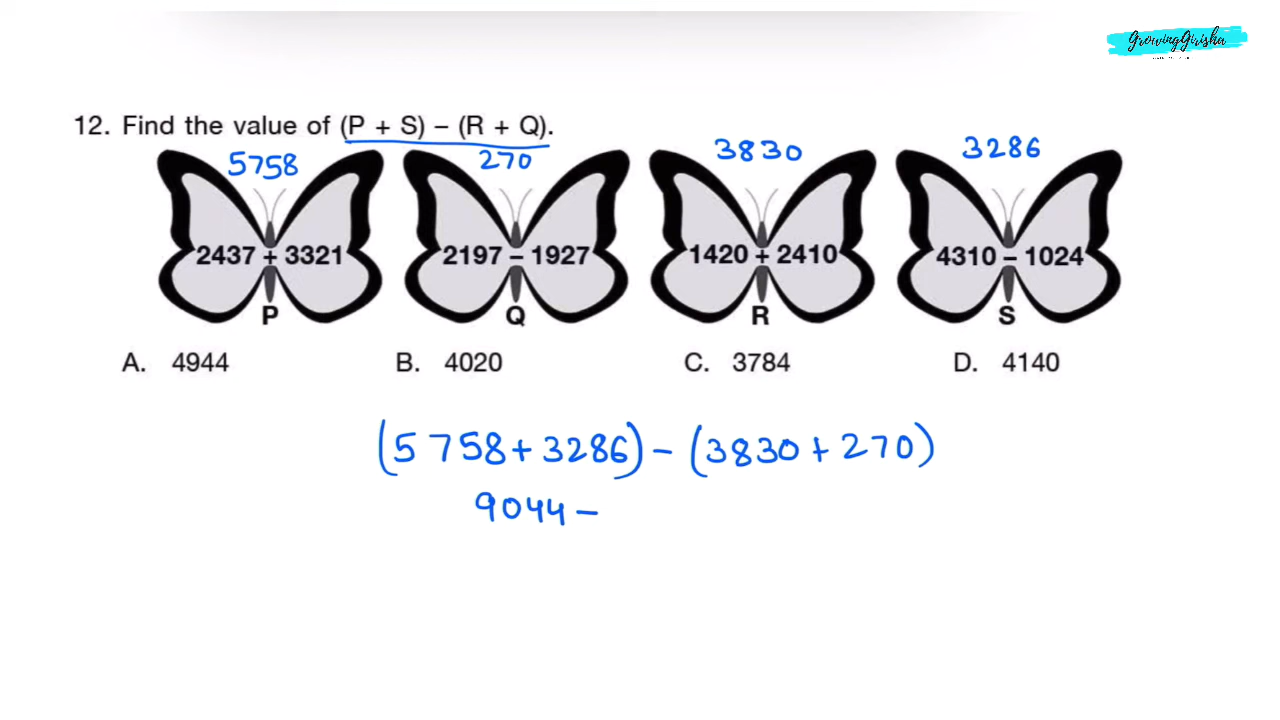 GrowingGirisha
12. Find the value of (P + S) – (R + Q).
5758 270 3830 3286
2437 + 3321 2197 – 1927 1420 + 2410 4310 – 1024
P Q R S
A. 4944 B. 4020 C. 3784 D. 4140
(5758+3286) – (3830+270)
9044 –